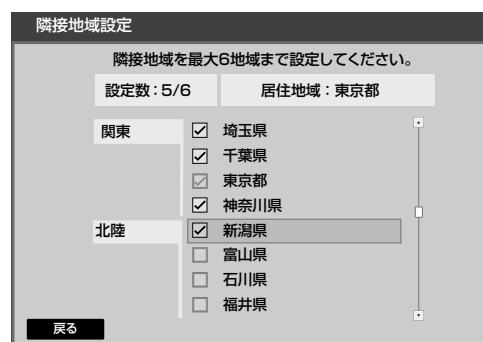 隣接地域設定
隣接地域を最大6地域まで設定してください。
設定数：5/6 居住地域：東京都
関東 埼玉県
千葉県
東京都
神奈川県
北陸 新潟県
富山県
石川県
福井県
戻る